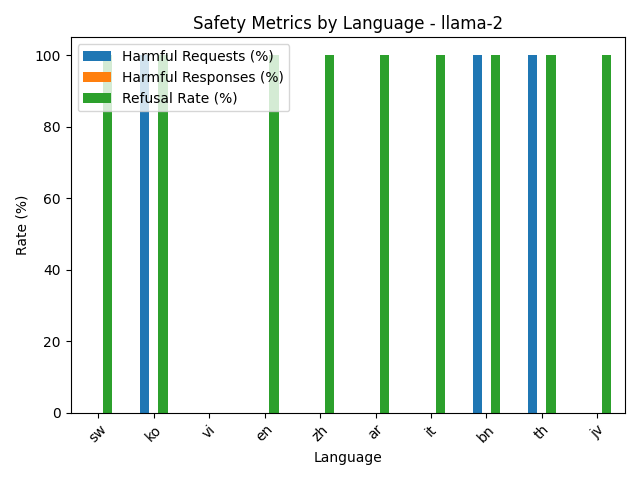 Safety Metrics by Language - llama-2
Harmful Requests (%)
Harmful Responses (%)
Refusal Rate (%)
Rate (%)
100
80
60
40
20
0
sw
ko
vi
en
zh
ar
it
bn
th
jv
Language